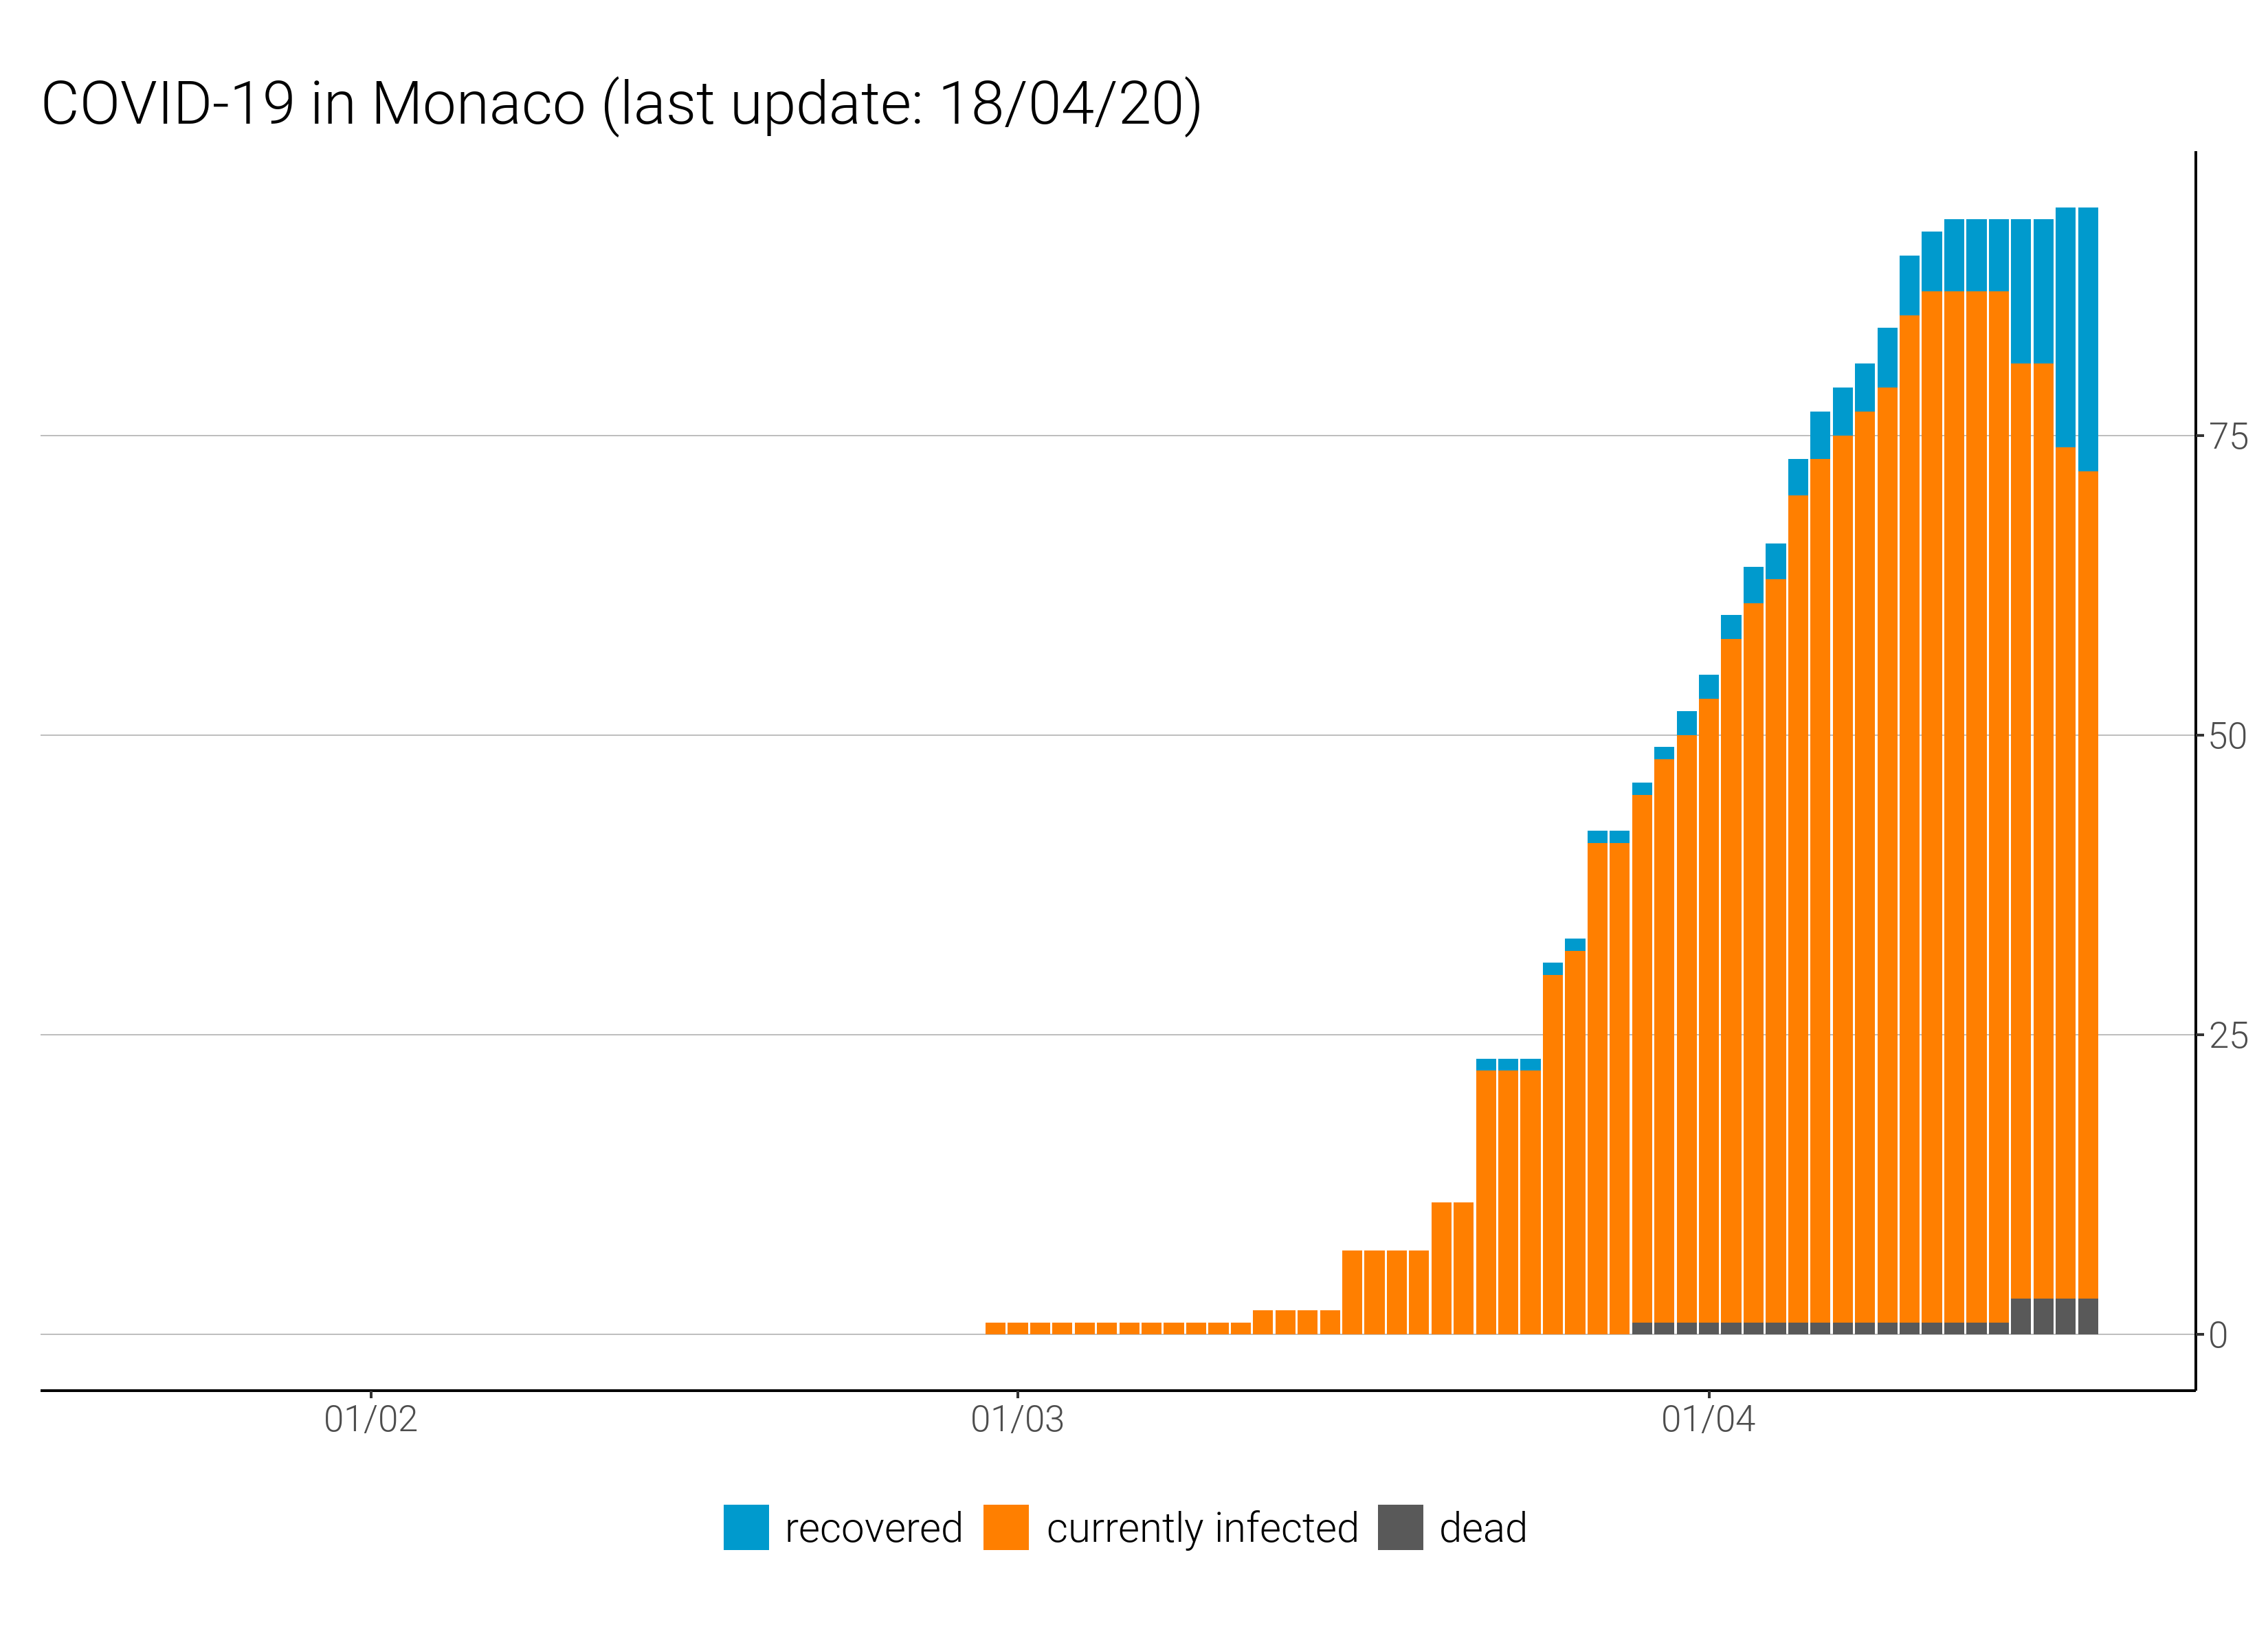 COVID-19 in Monaco (last update: 18/04/20)
75
50
25
0
01/02 01/03 01/04
recovered currently infected dead